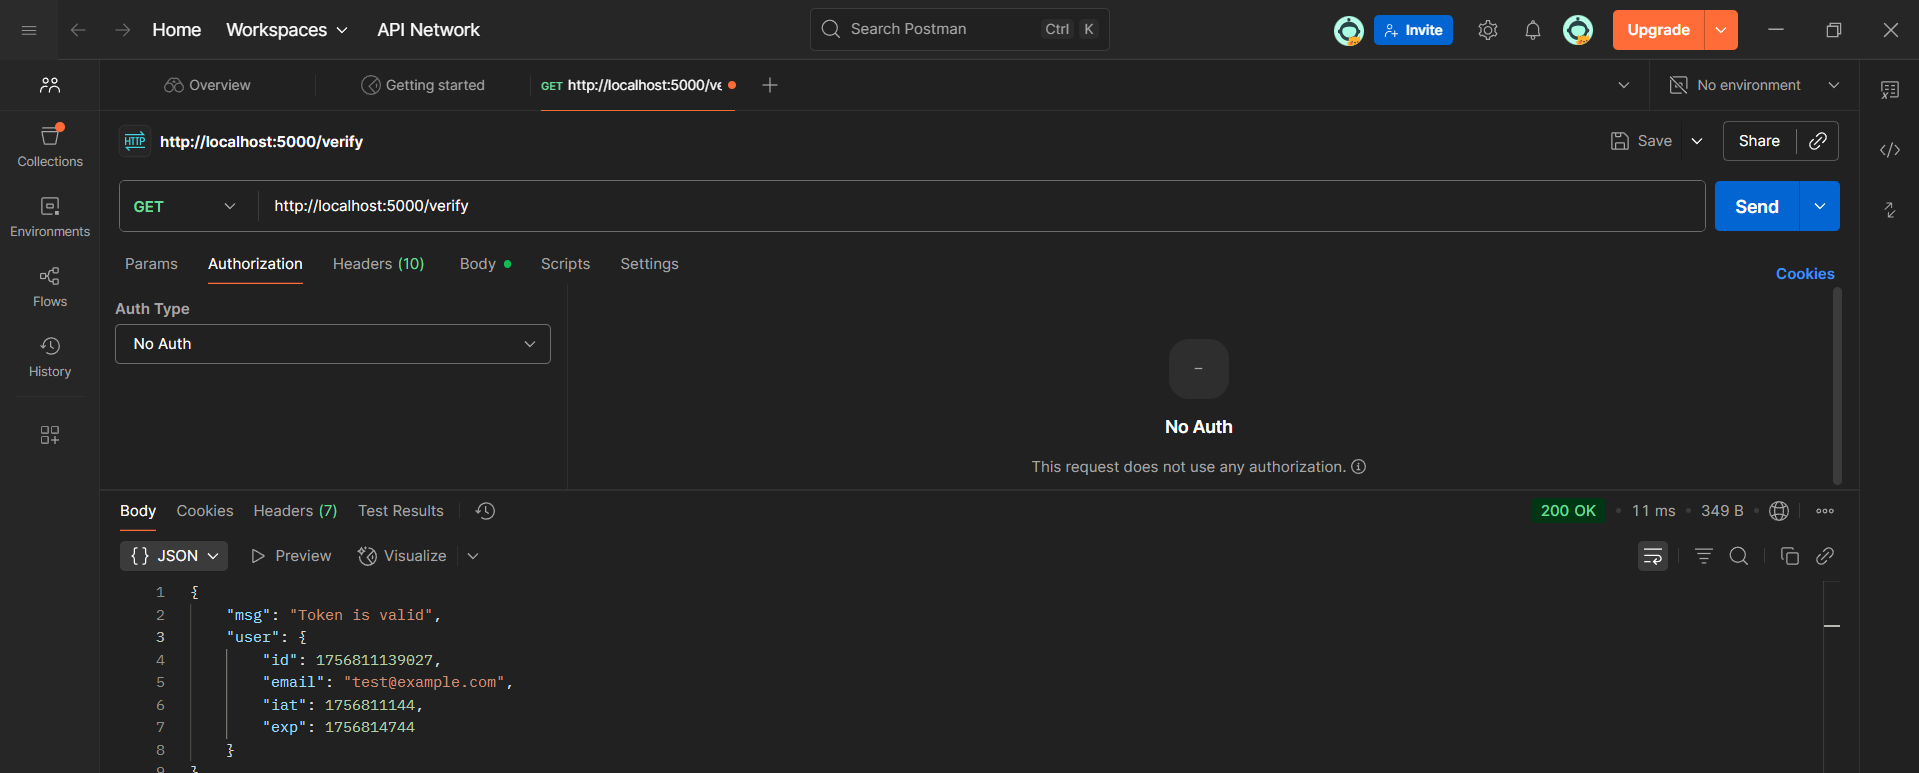 Home Workspaces API Network Search Postman Ctrl K Invite Upgrade
Overview Getting started GET http://localhost:5000/ve No environment
HTTP http://localhost:5000/verify Save Share
Collections
GET http://localhost:5000/verify Send
Environments
Params Authorization Headers (10) Body Scripts Settings Cookies
Flows
Auth Type
No Auth
History
-
No Auth
This request does not use any authorization.
Body Cookies Headers (7) Test Results 200 OK • 11 ms • 349 B •
{ } JSON Preview Visualize
1 {
2 "msg": "Token is valid",
3 "user": {
4 "id": 1756811139027,
5 "email": "test@example.com",
6 "iat": 1756811144,
7 "exp": 1756814744
8 }
9 }